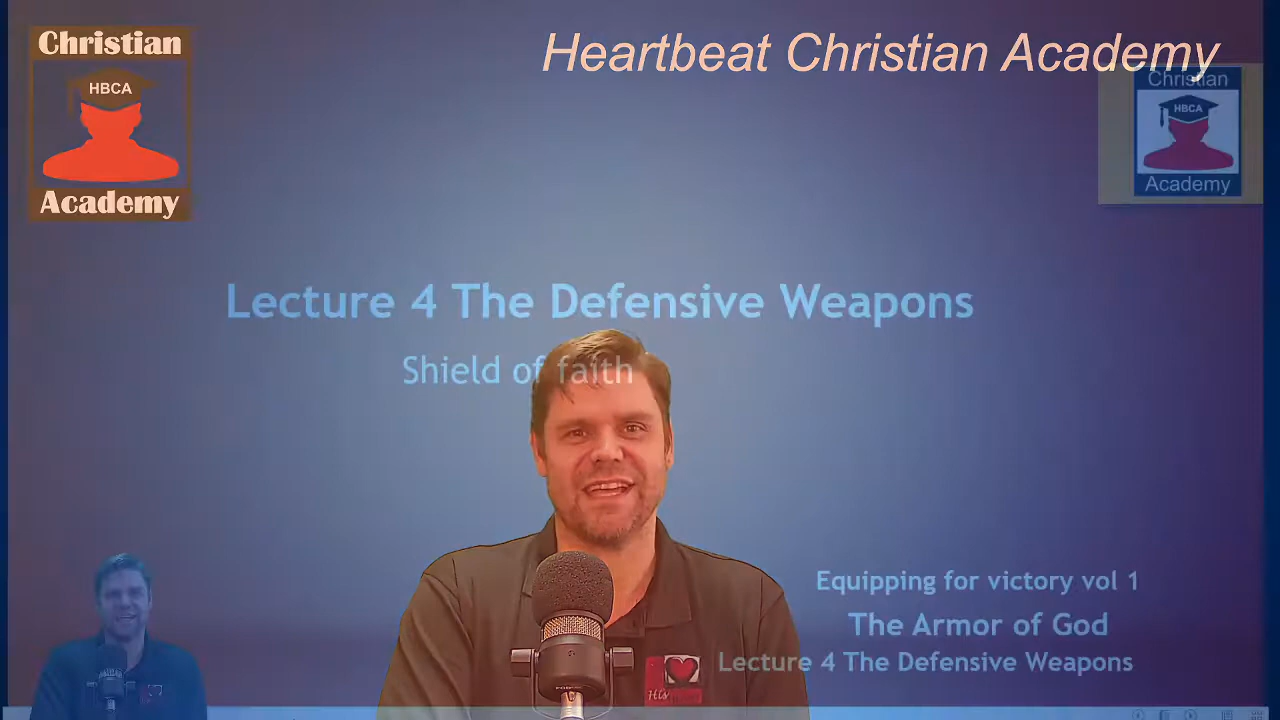 Christian
HBCA
Academy
Heartbeat Christian Academy
Christian
HBCA
Academy
Lecture 4 The Defensive Weapons
Shield of faith
Equipping for victory vol 1
The Armor of God
Lecture 4 The Defensive Weapons
His